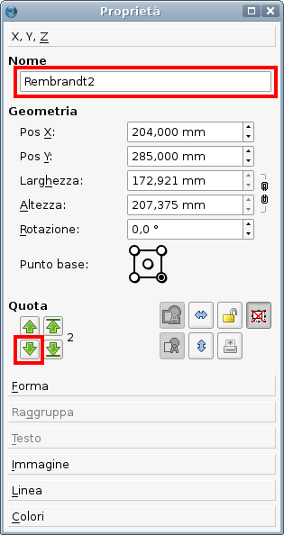 Proprietà
X, Y, Z
Nome
Rembrandt2
Geometria
Pos X: 204,000 mm
Pos Y: 285,000 mm
Larghezza: 172,921 mm
Altezza: 207,375 mm
Rotazione: 0,0 °
Punto base:
Quota
2
Forma
Raggruppa
Testo
Immagine
Linea
Colori